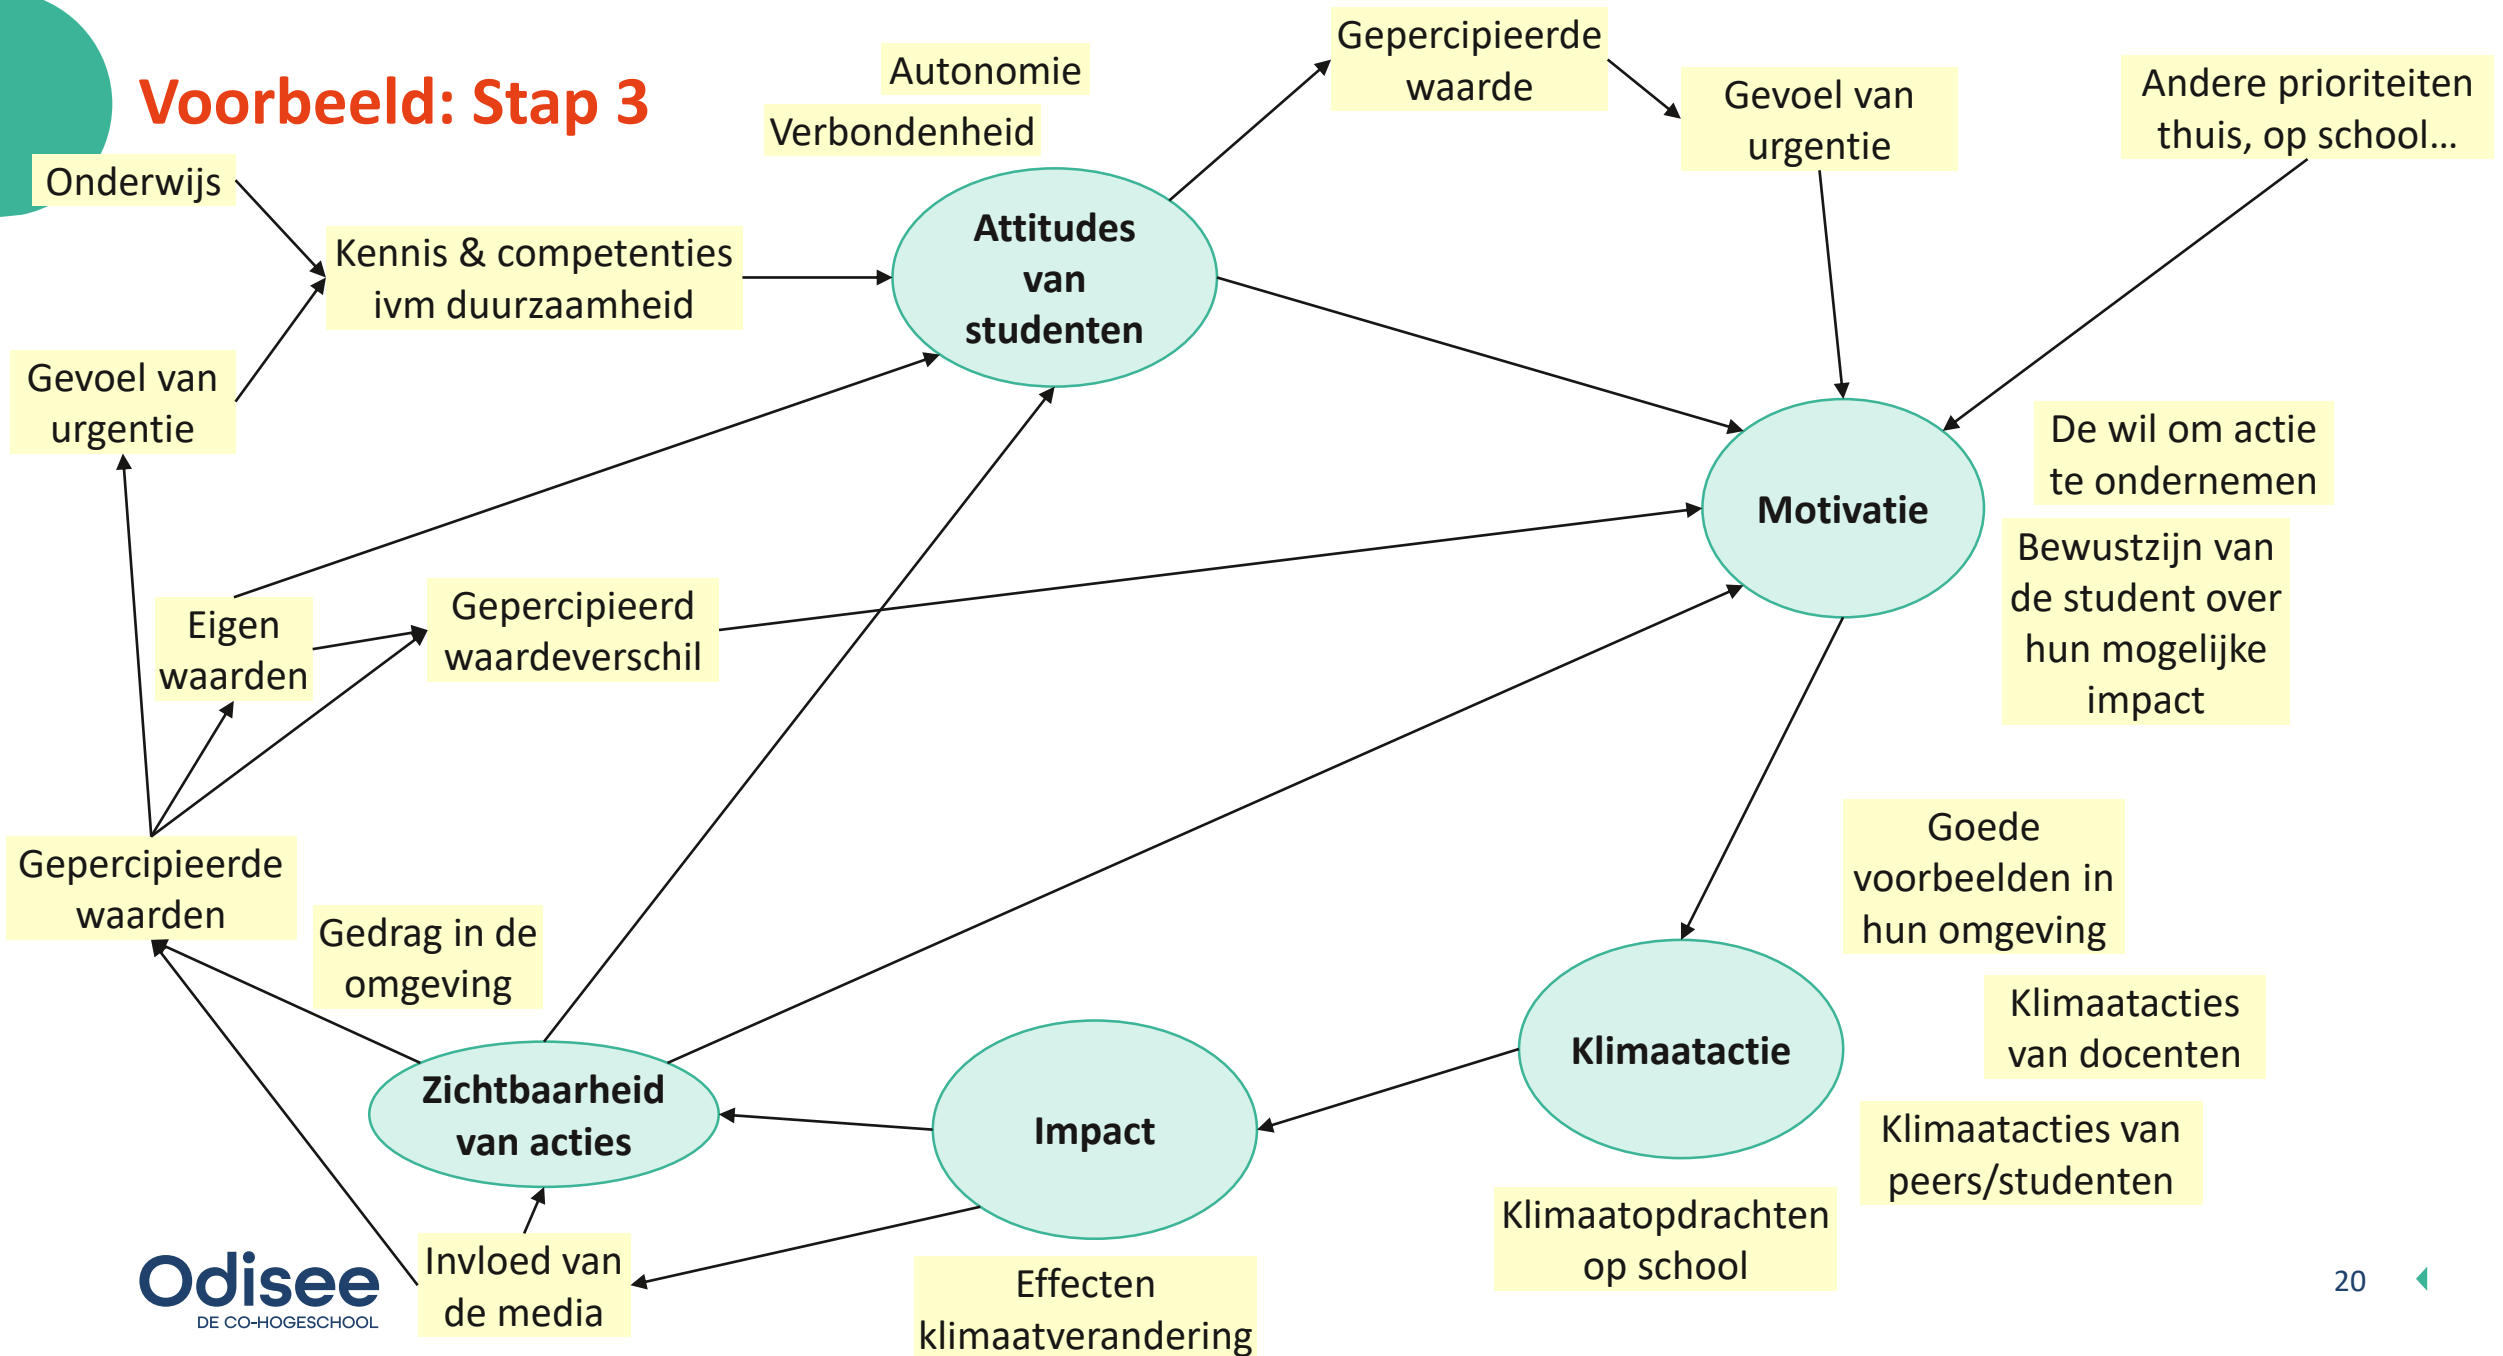 Voorbeeld: Stap 3
Autonomie
Verbondenheid
Gepercipieerde
waarde
Gevoel van
urgentie
Andere prioriteiten
thuis, op school…
Onderwijs
Kennis & competenties
ivm duurzaamheid
Attitudes
van
studenten
Gevoel van
urgentie
De wil om actie
te ondernemen
Motivatie
Bewustzijn van
de student over
hun mogelijke
impact
Eigen
waarden
Gepercipieerd
waardeverschil
Gepercipieerde
waarden
Gedrag in de
omgeving
Goede
voorbeelden in
hun omgeving
Klimaatacties
van docenten
Klimaatactie
Zichtbaarheid
van acties
Impact
Klimaatacties van
peers/studenten
Klimaatopdrachten
op school
Invloed van
de media
Effecten
klimaatverandering
Odisee
DE CO-HOGESCHOOL
20